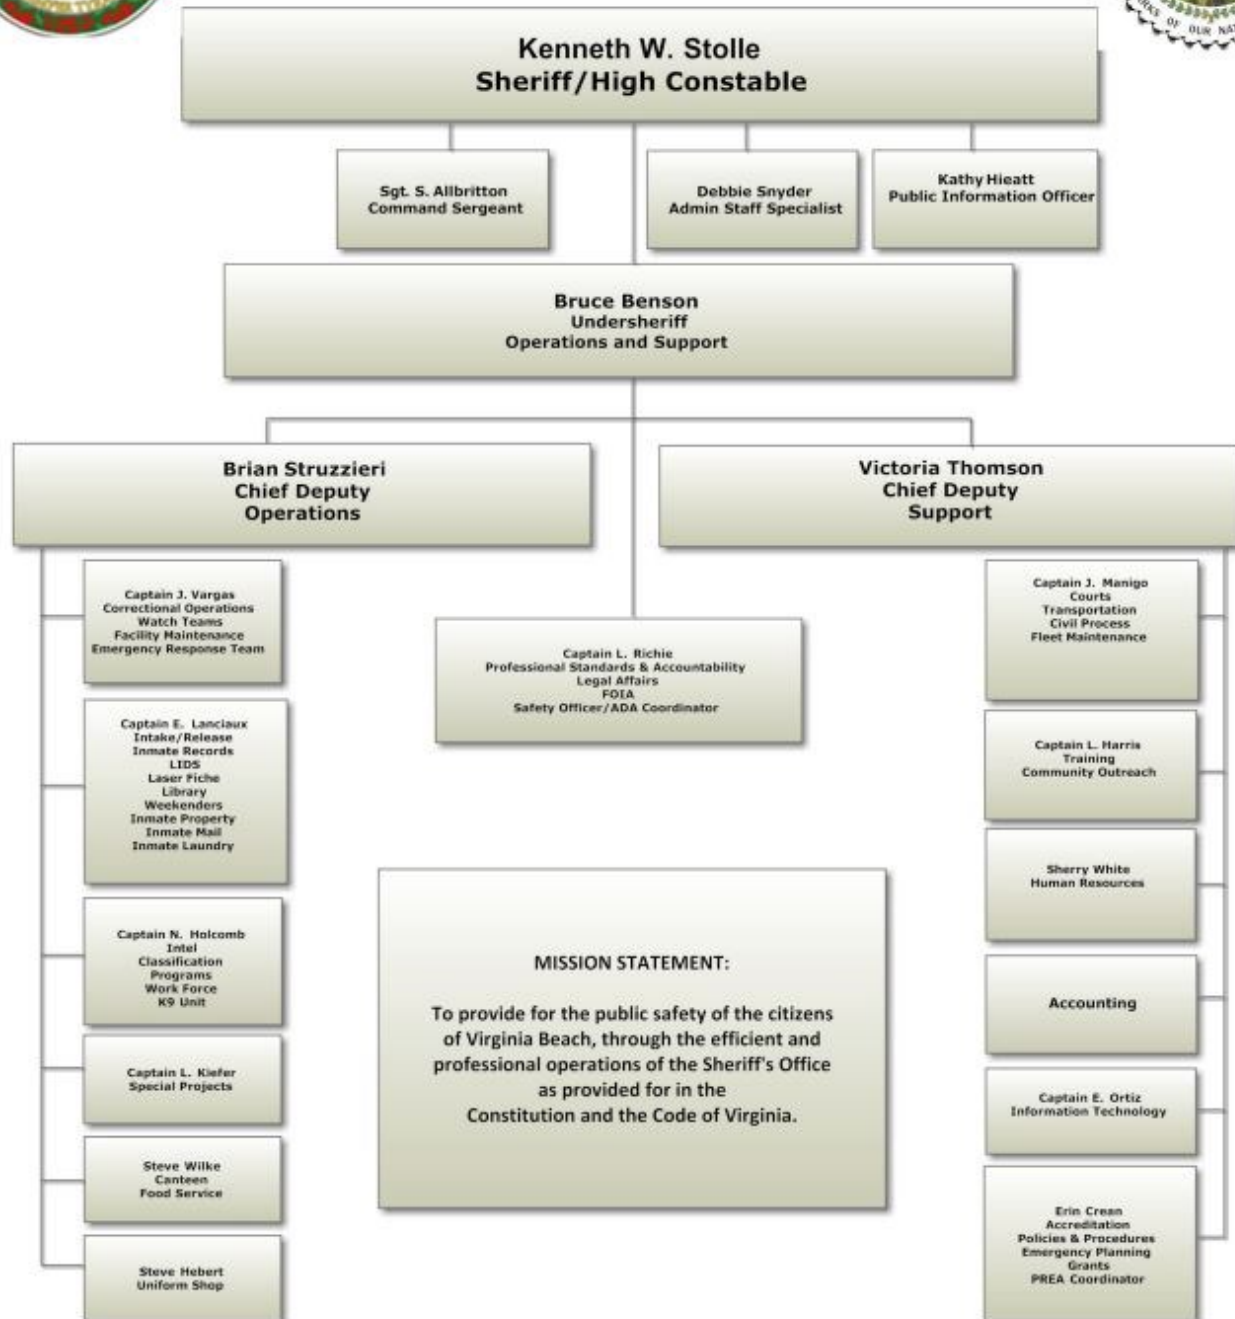 OF OUR
Kenneth W. Stolle
Sheriff/High Constable
Sgt. S. Allbritton
Command Sergeant
Debbie Snyder
Admin Staff Specialist
Kathy Hieatt
Public Information Officer
Bruce Benson
Undersheriff
Operations and Support
Brian Struzzieri
Chief Deputy
Operations
Victoria Thomson
Chief Deputy
Support
Captain J. Vargas
Correctional Operations
Watch Teams
Facility Maintenance
Emergency Response Team
Captain E. Lanciaux
Intake/Release
Inmate Records
LIDS
Laser Fiche
Library
Weekenders
Inmate Property
Inmate Mail
Inmate Laundry
Captain N. Holcomb
Intel
Classification
Programs
Work Force
K9 Unit
Captain L. Kiefer
Special Projects
Steve Wilke
Canteen
Food Service
Steve Hebert
Uniform Shop
Captain L. Richie
Professional Standards & Accountability
Legal Affairs
FOIA
Safety Officer/ADA Coordinator
MISSION STATEMENT:
To provide for the public safety of the citizens
of Virginia Beach, through the efficient and
professional operations of the Sheriff's Office
as provided for in the
Constitution and the Code of Virginia.
Captain J. Manigo
Courts
Transportation
Civil Process
Fleet Maintenance
Captain L. Harris
Training
Community Outreach
Sherry White
Human Resources
Accounting
Captain E. Ortiz
Information Technology
Erin Crean
Accreditation
Policies & Procedures
Emergency Planning
Grants
PREA Coordinator